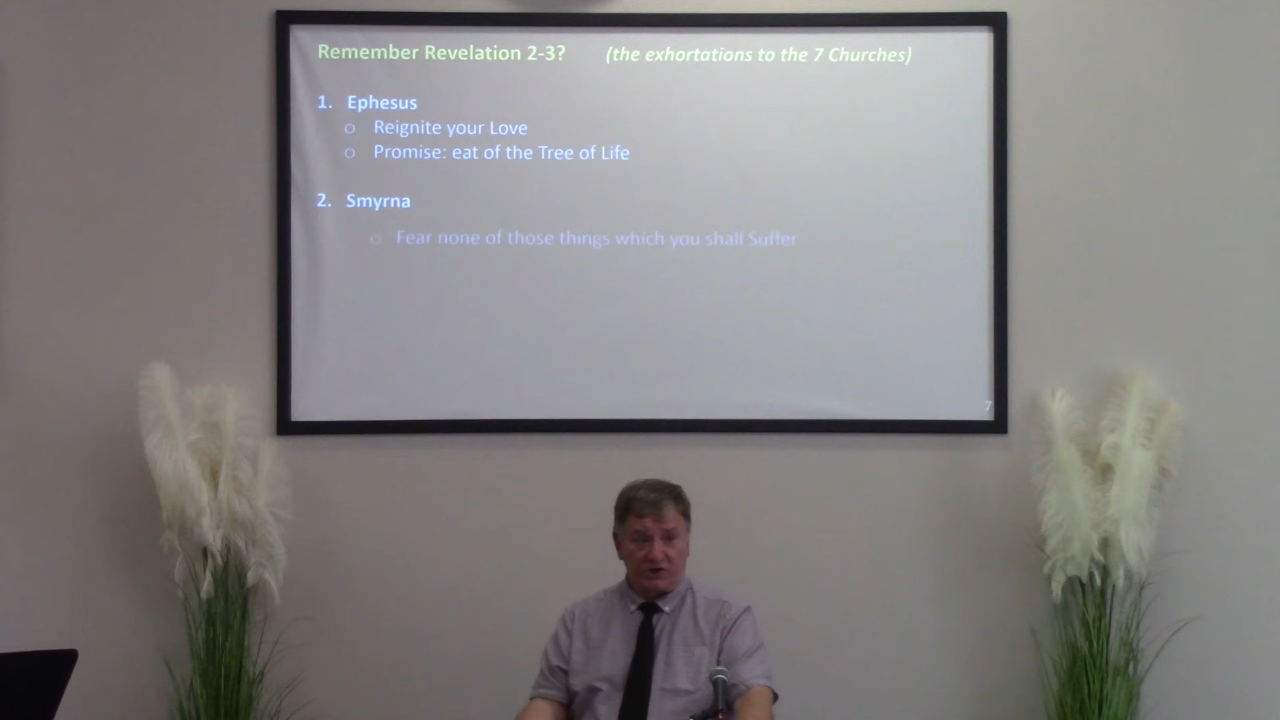 Remember Revelation 2-3? (the exhortations to the 7 Churches)
1. Ephesus
o Reignite your Love
o Promise: eat of the Tree of Life
2. Smyrna
o Fear none of those things which you shall Suffer
7